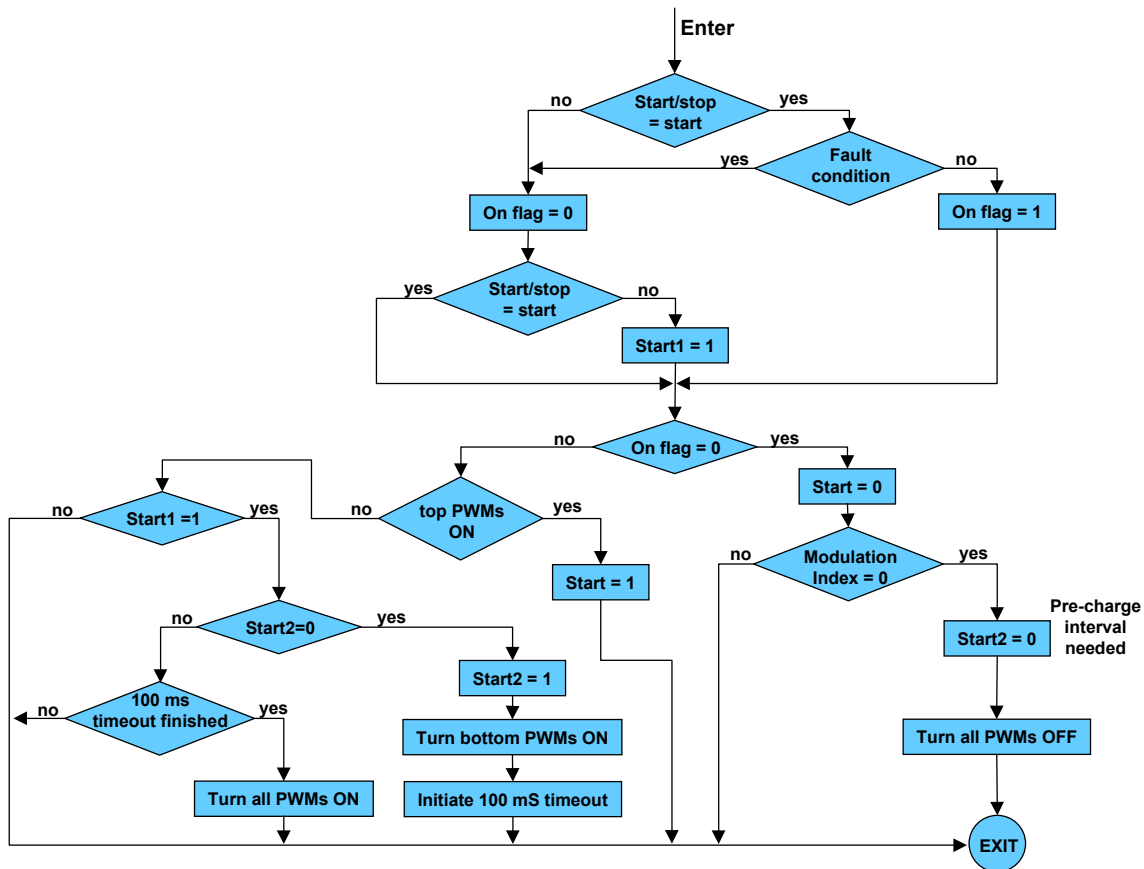 Enter
Start/stop
= start
no
yes
Fault
condition
yes
no
On flag = 0
On flag = 1
Start/stop
= start
yes
no
Start1 = 1
On flag = 0
no
yes
Start = 0
top PWMs
ON
no
yes
Start1 =1
no
yes
Modulation
Index = 0
no
yes
Start = 1
Start2=0
no
yes
Pre-charge
interval
needed
Start2 = 0
Start2 = 1
100 ms
timeout finished
no
yes
Turn bottom PWMs ON
Turn all PWMs OFF
Turn all PWMs ON
Initiate 100 mS timeout
EXIT